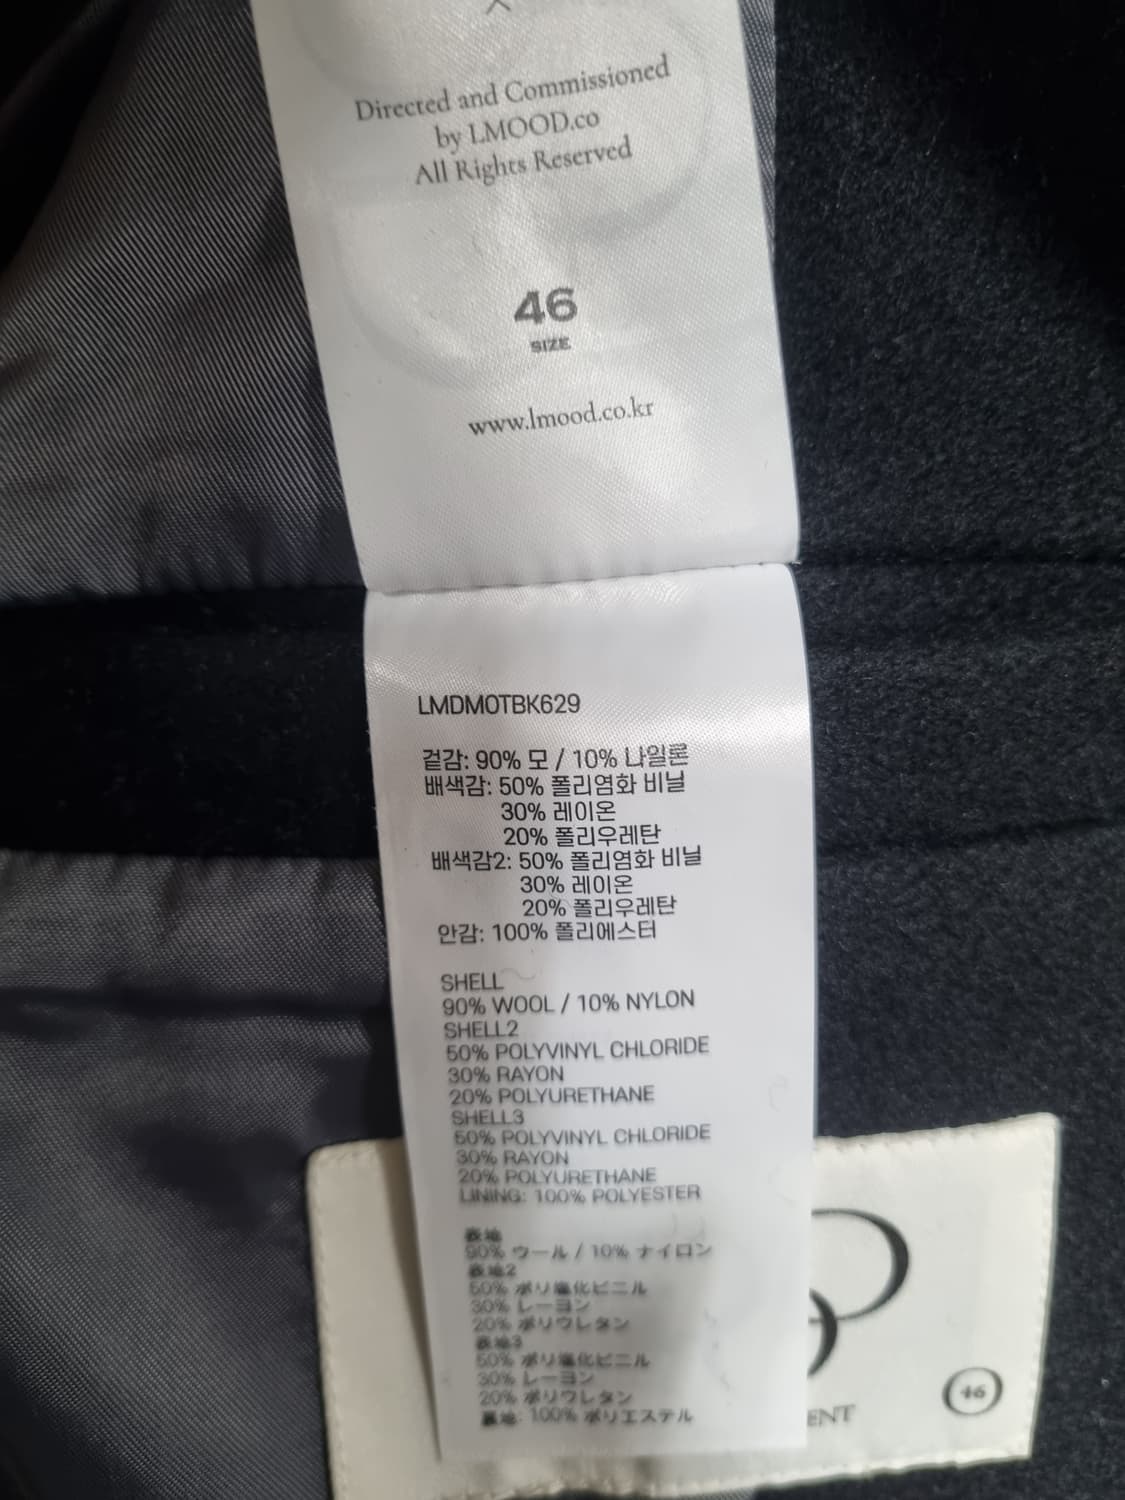 Directed and Commissioned
by LMOOD.co
All Rights Reserved
46
SIZE
www.lmood.co.kr
LMDMOTBK629
겉감: 90% 모 / 10% 나일론
배색감: 50% 폴리염화 비닐
30% 레이온
20% 폴리우레탄
배색감2: 50% 폴리염화 비닐
30% 레이온
20% 폴리우레탄
안감: 100% 폴리에스터
SHELL
90% WOOL / 10% NYLON
SHELL2
50% POLYVINYL CHLORIDE
30% RAYON
20% POLYURETHANE
SHELL3
50% POLYVINYL CHLORIDE
30% RAYON
20% POLYURETHANE
LINING: 100% POLYESTER
表地
90% ウール / 10% ナイロン
表地2
50% ポリ塩化ビニル
30% レーヨン
20% ポリウレタン
表地3
50% ポリ塩化ビニル
30% レーヨン
20% ポリウレタン
裏地: 100% ポリエステル
ENT
46